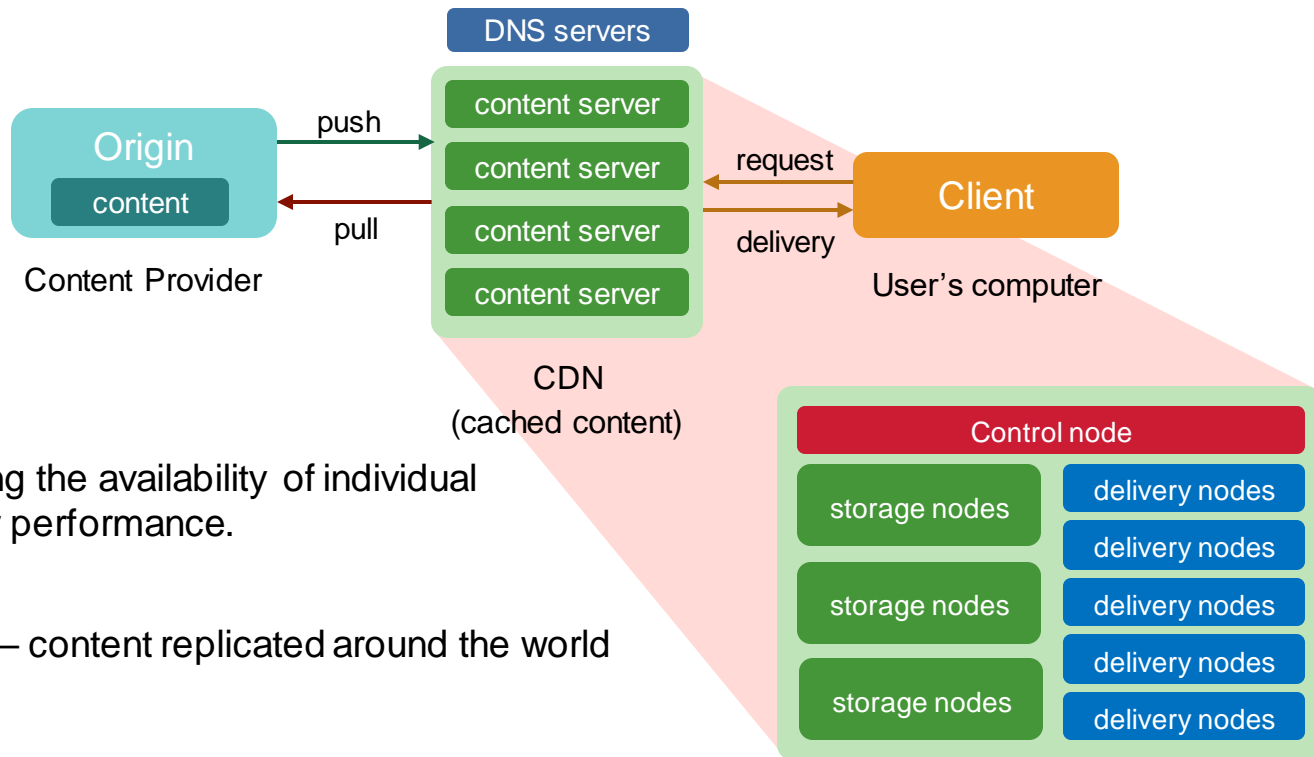 DNS servers
content server
content server
content server
content server
push
pull
Origin
content
Content Provider
request
delivery
Client
User’s computer
CDN
(cached content)
the availability of individual
performance.
– content replicated around the world
Control node
storage nodes
storage nodes
storage nodes
delivery nodes
delivery nodes
delivery nodes
delivery nodes
delivery nodes